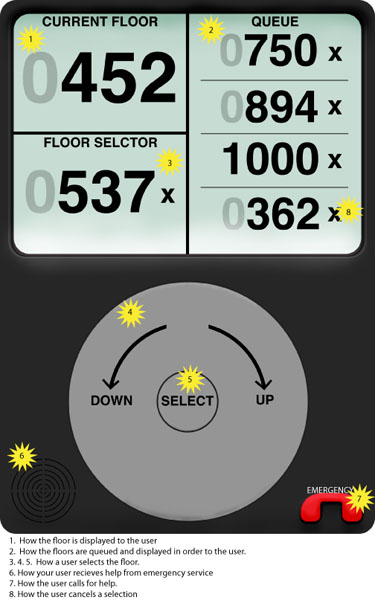 CURRENT FLOOR
1
0452
FLOOR SELCTOR
3
0537 x
QUEUE
2
0750 x
0894 x
1000 x
0362 x
8
4
5
DOWN SELECT UP
6
EMERGENCY
7
1. How the floor is displayed to the user
2. How the floors are queued and displayed in order to the user.
3. 4. 5. How a user selects the floor.
6. How your user recieves help from emergency service
7. How the user calls for help.
8. How the user cancels a selection